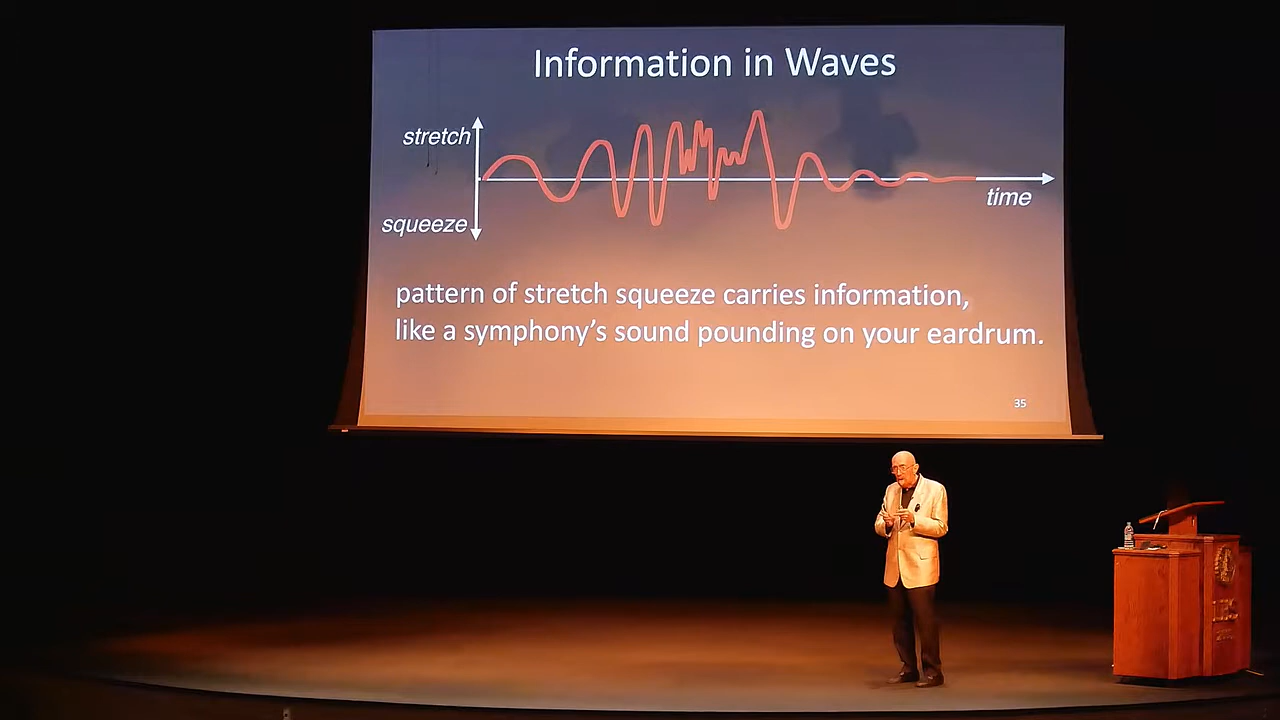 Information in Waves
stretch
squeeze
time
pattern of stretch squeeze carries information,
like a symphony's sound pounding on your eardrum.
35